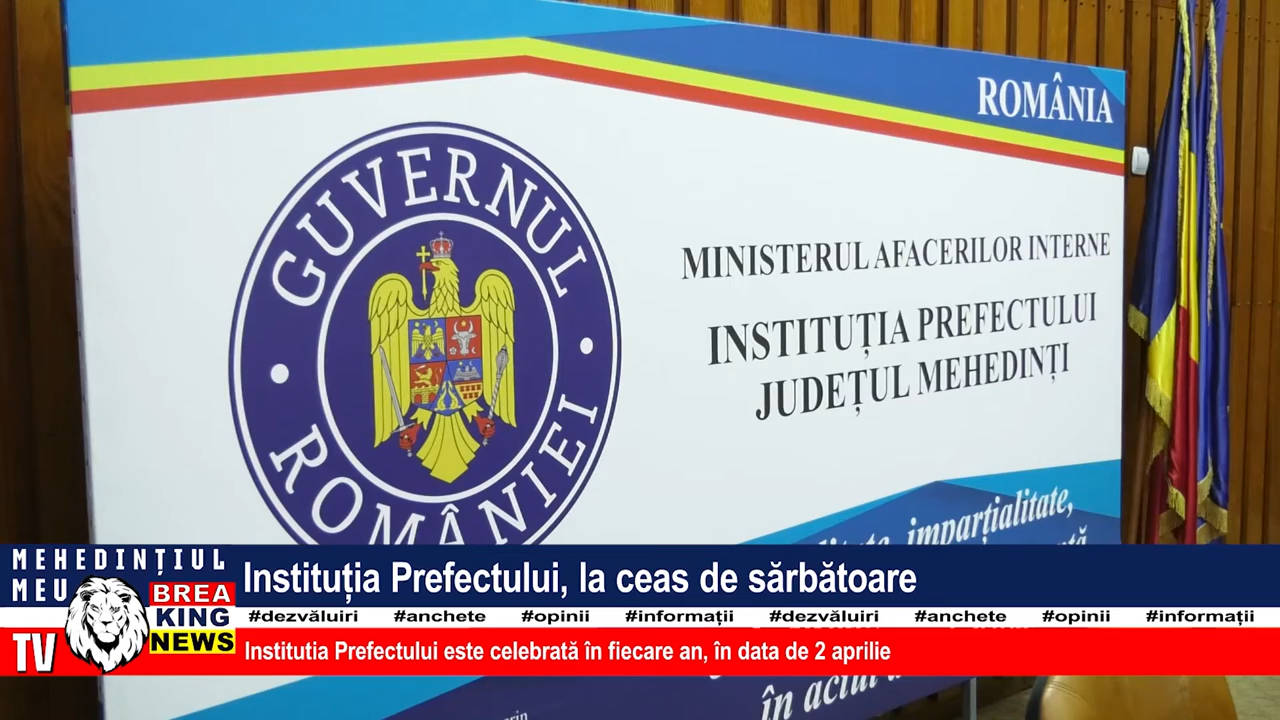 ROMÂNIA
GUVERNUL
ROMÂNIEI
MINISTERUL AFACERILOR INTERNE
INSTITUȚIA PREFECTULUI
JUDEȚUL MEHEDINȚI
imparțialitate,
MEHEDINȚIUL
MEU
TV
BREA
KING
NEWS
Instituția Prefectului, la ceas de sărbătoare
#dezvăluiri #anchete #opinii #informații #dezvăluiri #anchete #opinii #informații
Institutia Prefectului este celebrată în fiecare an, în data de 2 aprilie
în actul